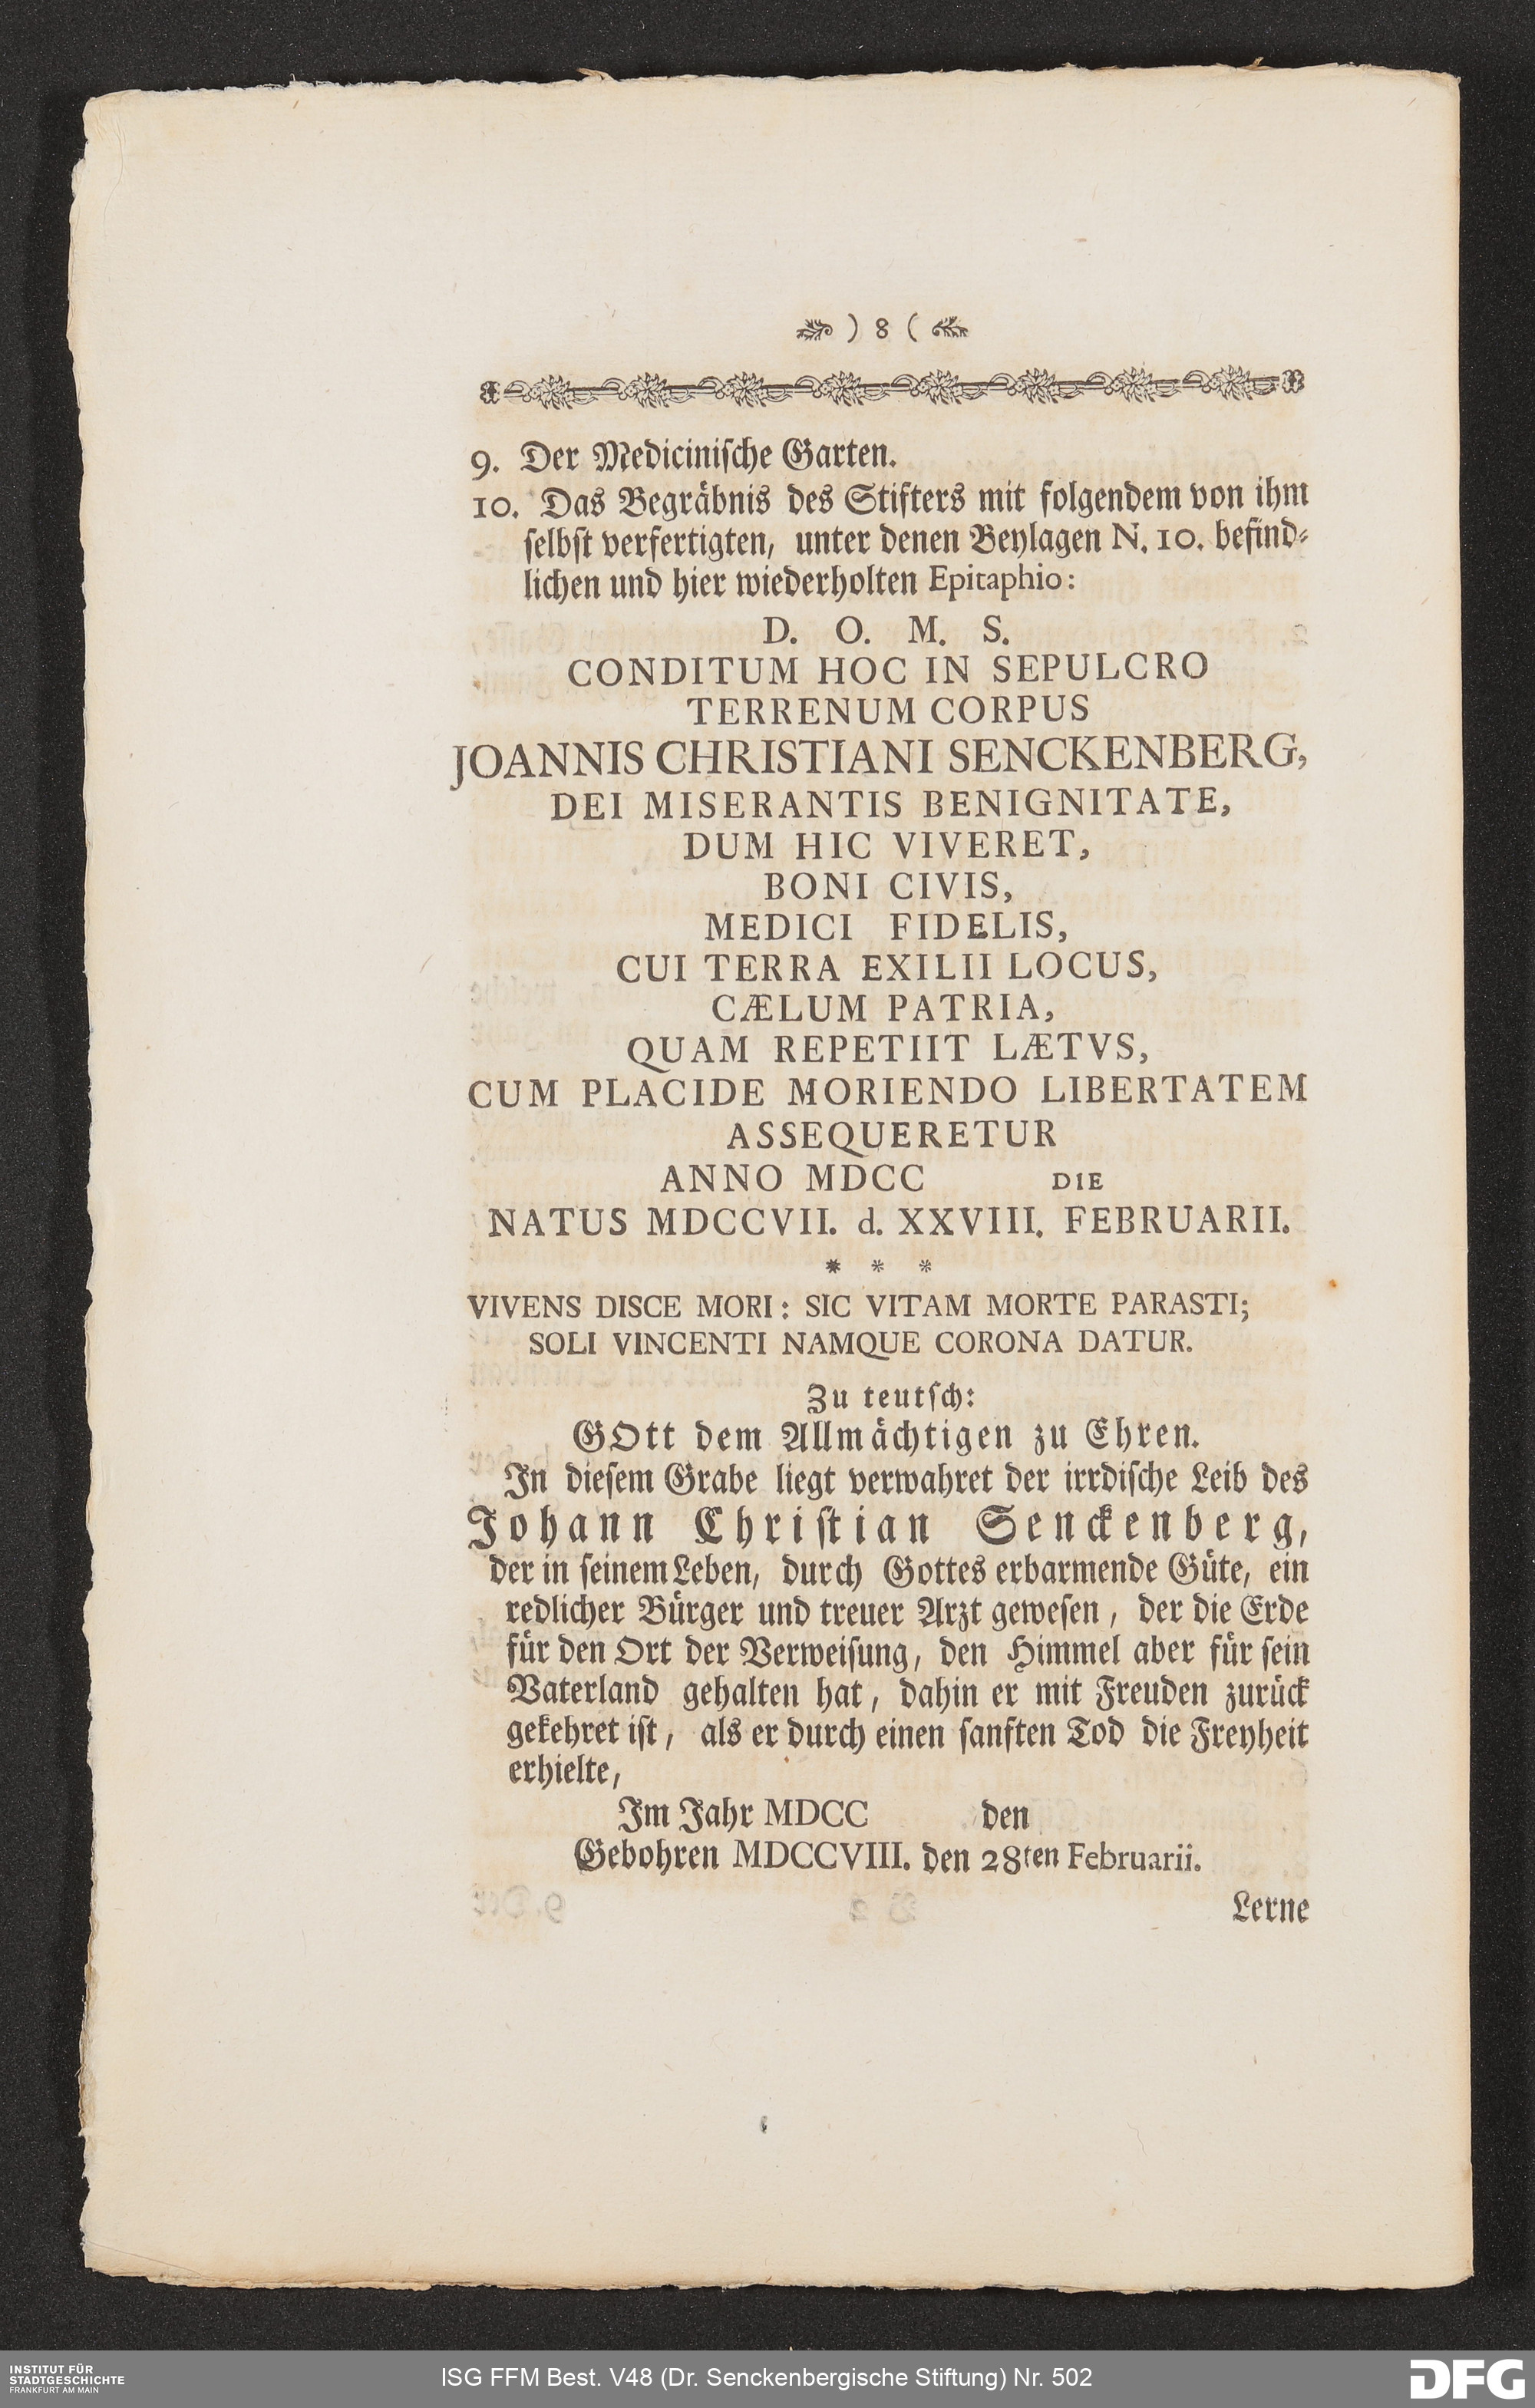 ) 8 (
9. Der Medicinische Garten.
10. Das Begräbnis des Stifters mit folgendem von ihm
selbst verfertigten, unter denen Beylagen N. 10. befind-
lichen und hier wiederholten Epitaphio:
D. O. M. S.
CONDITUM HOC IN SEPULCRO
TERRENUM CORPUS
JOANNIS CHRISTIANI SENCKENBERG,
DEI MISERANTIS BENIGNITATE,
DUM HIC VIVERET,
BONI CIVIS,
MEDICI FIDELIS,
CUI TERRA EXILII LOCUS,
CÆLUM PATRIA,
QUAM REPETIIT LÆTVS,
CUM PLACIDE MORIENDO LIBERTATEM
ASSEQUERETUR
ANNO MDCC DIE
NATUS MDCCVII. d. XXVIII. FEBRUARII.
* * *
VIVENS DISCE MORI: SIC VITAM MORTE PARASTI;
SOLI VINCENTI NAMQUE CORONA DATUR.
Zu teutsch:
GOtt dem Allmächtigen zu Ehren.
In diesem Grabe liegt verwahret der irrdische Leib des
Johann Christian Senckenberg,
der in seinem Leben, durch Gottes erbarmende Güte, ein
redlicher Bürger und treuer Arzt gewesen, der die Erde
für den Ort der Verweisung, den Himmel aber für sein
Vaterland gehalten hat, dahin er mit Freuden zurück
gekehret ist, als er durch einen sanften Tod die Freyheit
erhielte,
Im Jahr MDCC den
Gebohren MDCCVIII. den 28ten Februarii.
Lerne
INSTITUT FÜR
STADTGESCHICHTE
FRANKFURT AM MAIN
ISG FFM Best. V48 (Dr. Senckenbergische Stiftung) Nr. 502
DFG